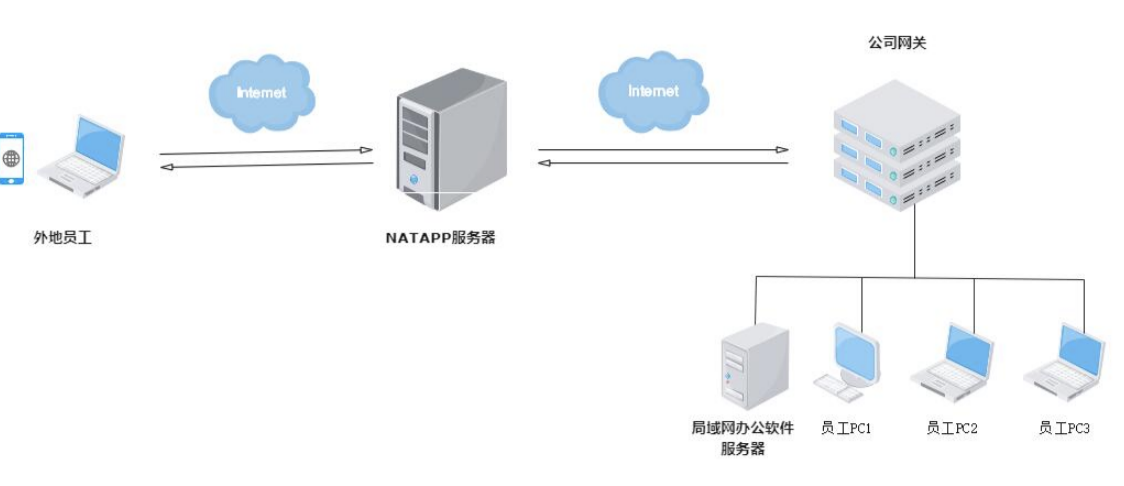 公司网关
Internet
Internet
外地员工
NATAPP服务器
局域网办公软件
服务器
员工PC1
员工PC2
员工PC3